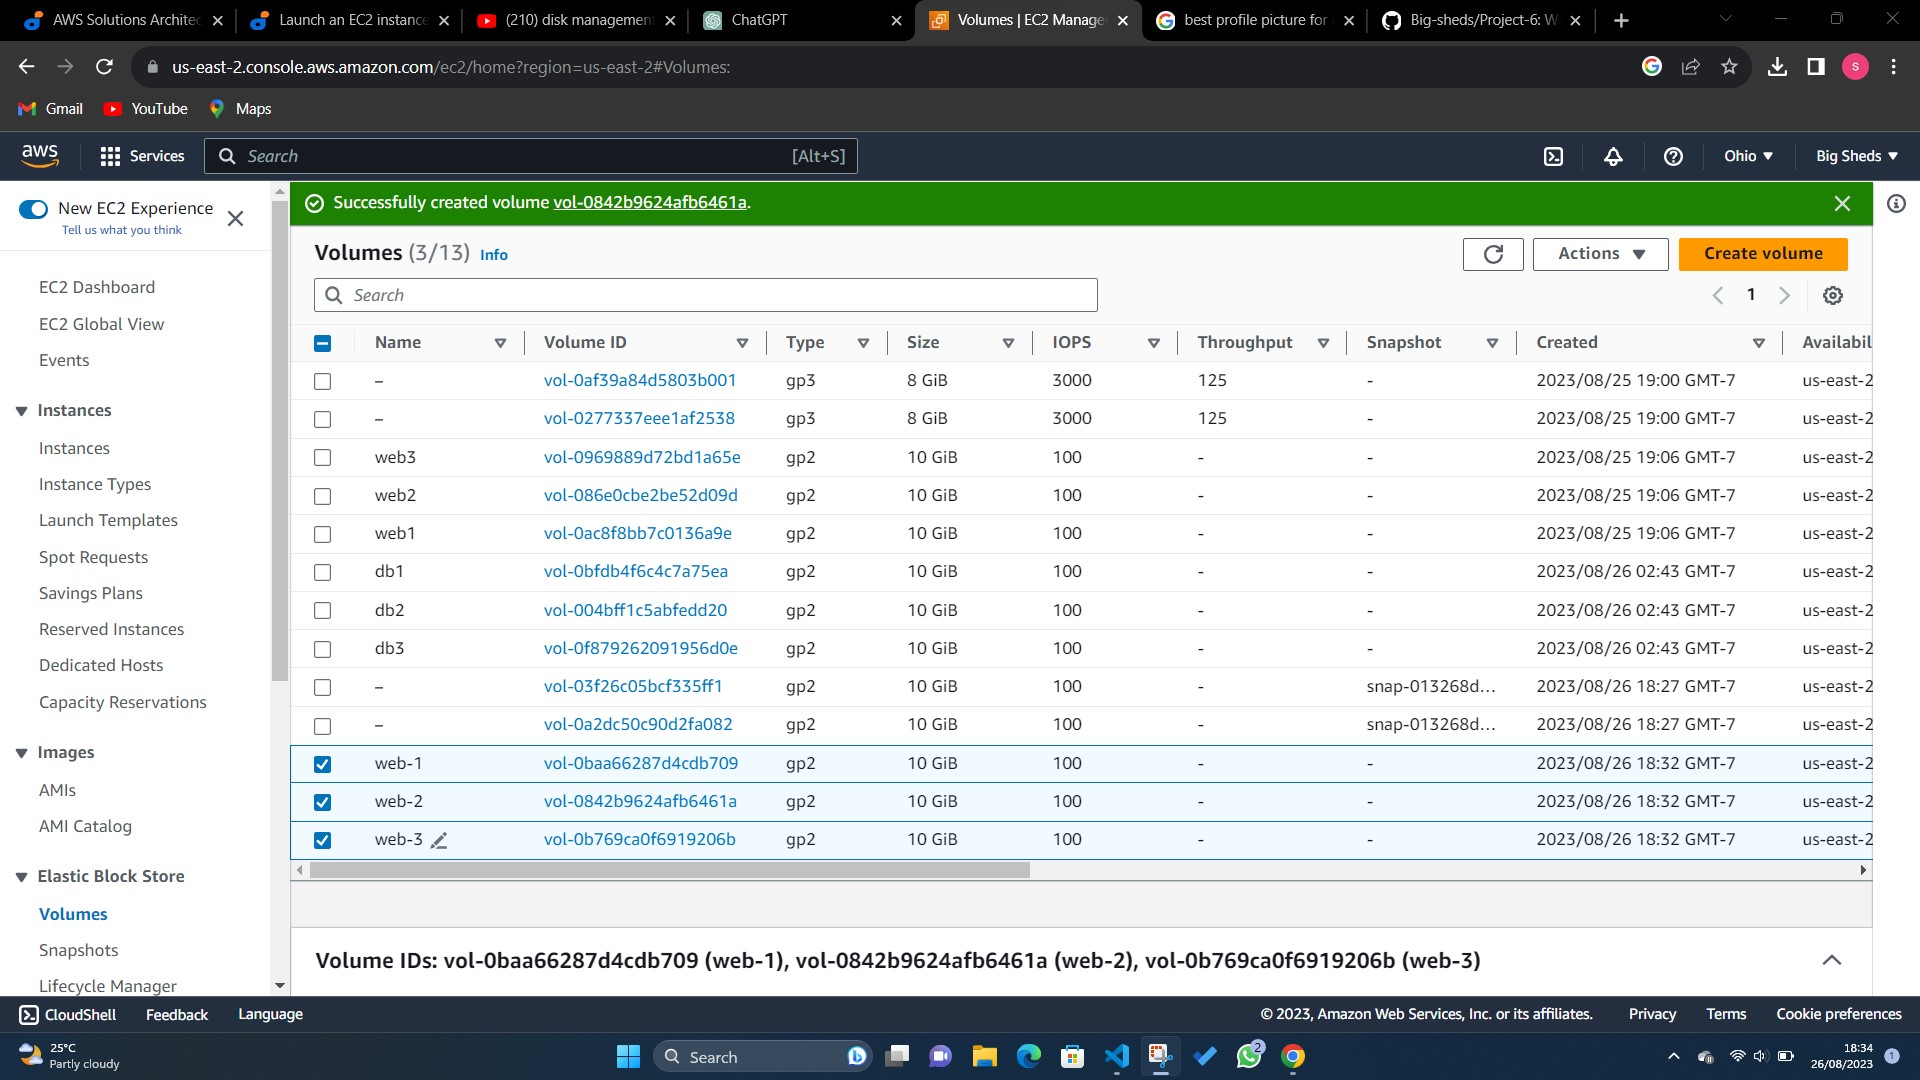 AWS Solutions Architec
Launch an EC2 instance
(210) disk management
ChatGPT
Volumes | EC2 Manage
best profile picture for
Big-sheds/Project-6: W
us-east-2.console.aws.amazon.com/ec2/home?region=us-east-2#Volumes:
S
Gmail YouTube Maps
aws Services Search [Alt+S] Ohio Big Sheds
New EC2 Experience
Tell us what you think
EC2 Dashboard
EC2 Global View
Events
Instances
Instances
Instance Types
Launch Templates
Spot Requests
Savings Plans
Reserved Instances
Dedicated Hosts
Capacity Reservations
Images
AMIs
AMI Catalog
Elastic Block Store
Volumes
Snapshots
Lifecycle Manager
Successfully created volume vol-0842b9624afb6461a.
Volumes (3/13) Info
Actions Create volume
Search
1
Name Volume ID Type Size IOPS Throughput Snapshot Created Availabil
– vol-0af39a84d5803b001 gp3 8 GiB 3000 125 - 2023/08/25 19:00 GMT-7 us-east-2
– vol-0277337eee1af2538 gp3 8 GiB 3000 125 - 2023/08/25 19:00 GMT-7 us-east-2
web3 vol-0969889d72bd1a65e gp2 10 GiB 100 - - 2023/08/25 19:06 GMT-7 us-east-2
web2 vol-086e0cbe2be52d09d gp2 10 GiB 100 - - 2023/08/25 19:06 GMT-7 us-east-2
web1 vol-0ac8f8bb7c0136a9e gp2 10 GiB 100 - - 2023/08/25 19:06 GMT-7 us-east-2
db1 vol-0bfdb4f6c4c7a75ea gp2 10 GiB 100 - - 2023/08/26 02:43 GMT-7 us-east-2
db2 vol-004bff1c5abfedd20 gp2 10 GiB 100 - - 2023/08/26 02:43 GMT-7 us-east-2
db3 vol-0f879262091956d0e gp2 10 GiB 100 - - 2023/08/26 02:43 GMT-7 us-east-2
– vol-03f26c05bcf335ff1 gp2 10 GiB 100 - snap-013268d... 2023/08/26 18:27 GMT-7 us-east-2
– vol-0a2dc50c90d2fa082 gp2 10 GiB 100 - snap-013268d... 2023/08/26 18:27 GMT-7 us-east-2
web-1 vol-0baa66287d4cdb709 gp2 10 GiB 100 - - 2023/08/26 18:32 GMT-7 us-east-2
web-2 vol-0842b9624afb6461a gp2 10 GiB 100 - - 2023/08/26 18:32 GMT-7 us-east-2
web-3 vol-0b769ca0f6919206b gp2 10 GiB 100 - - 2023/08/26 18:32 GMT-7 us-east-2
Volume IDs: vol-0baa66287d4cdb709 (web-1), vol-0842b9624afb6461a (web-2), vol-0b769ca0f6919206b (web-3)
CloudShell Feedback Language © 2023, Amazon Web Services, Inc. or its affiliates. Privacy Terms Cookie preferences
25°C
Partly cloudy
Search
2
18:34
26/08/2023
1